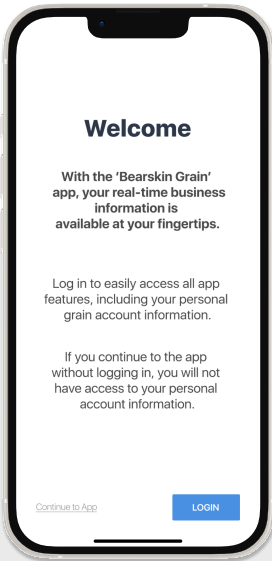 Welcome
With the ‘Bearskin Grain’
app, your real-time business
information is
available at your fingertips.
Log in to easily access all app
features, including your personal
grain account information.
If you continue to the app
without logging in, you will not
have access to your personal
account information.
Continue to App
LOGIN